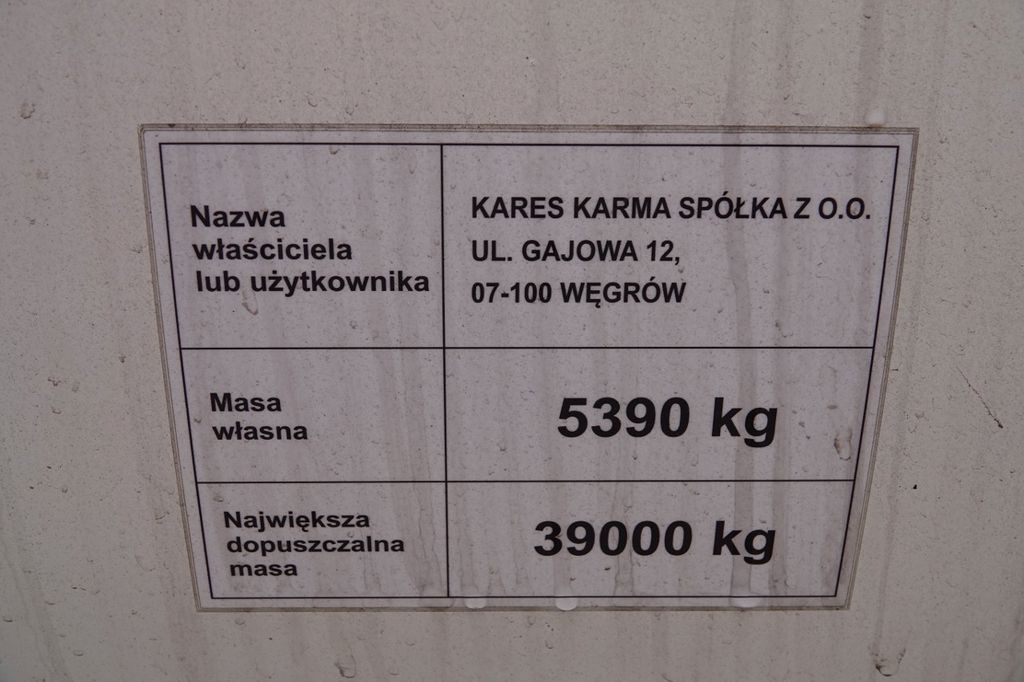 Nazwa
właściciela
lub użytkownika
KARES KARMA SPÓŁKA Z O.O.
UL. GAJOWA 12,
07-100 WĘGRÓW
Masa
własna
5390 kg
Największa
dopuszczalna
masa
39000 kg